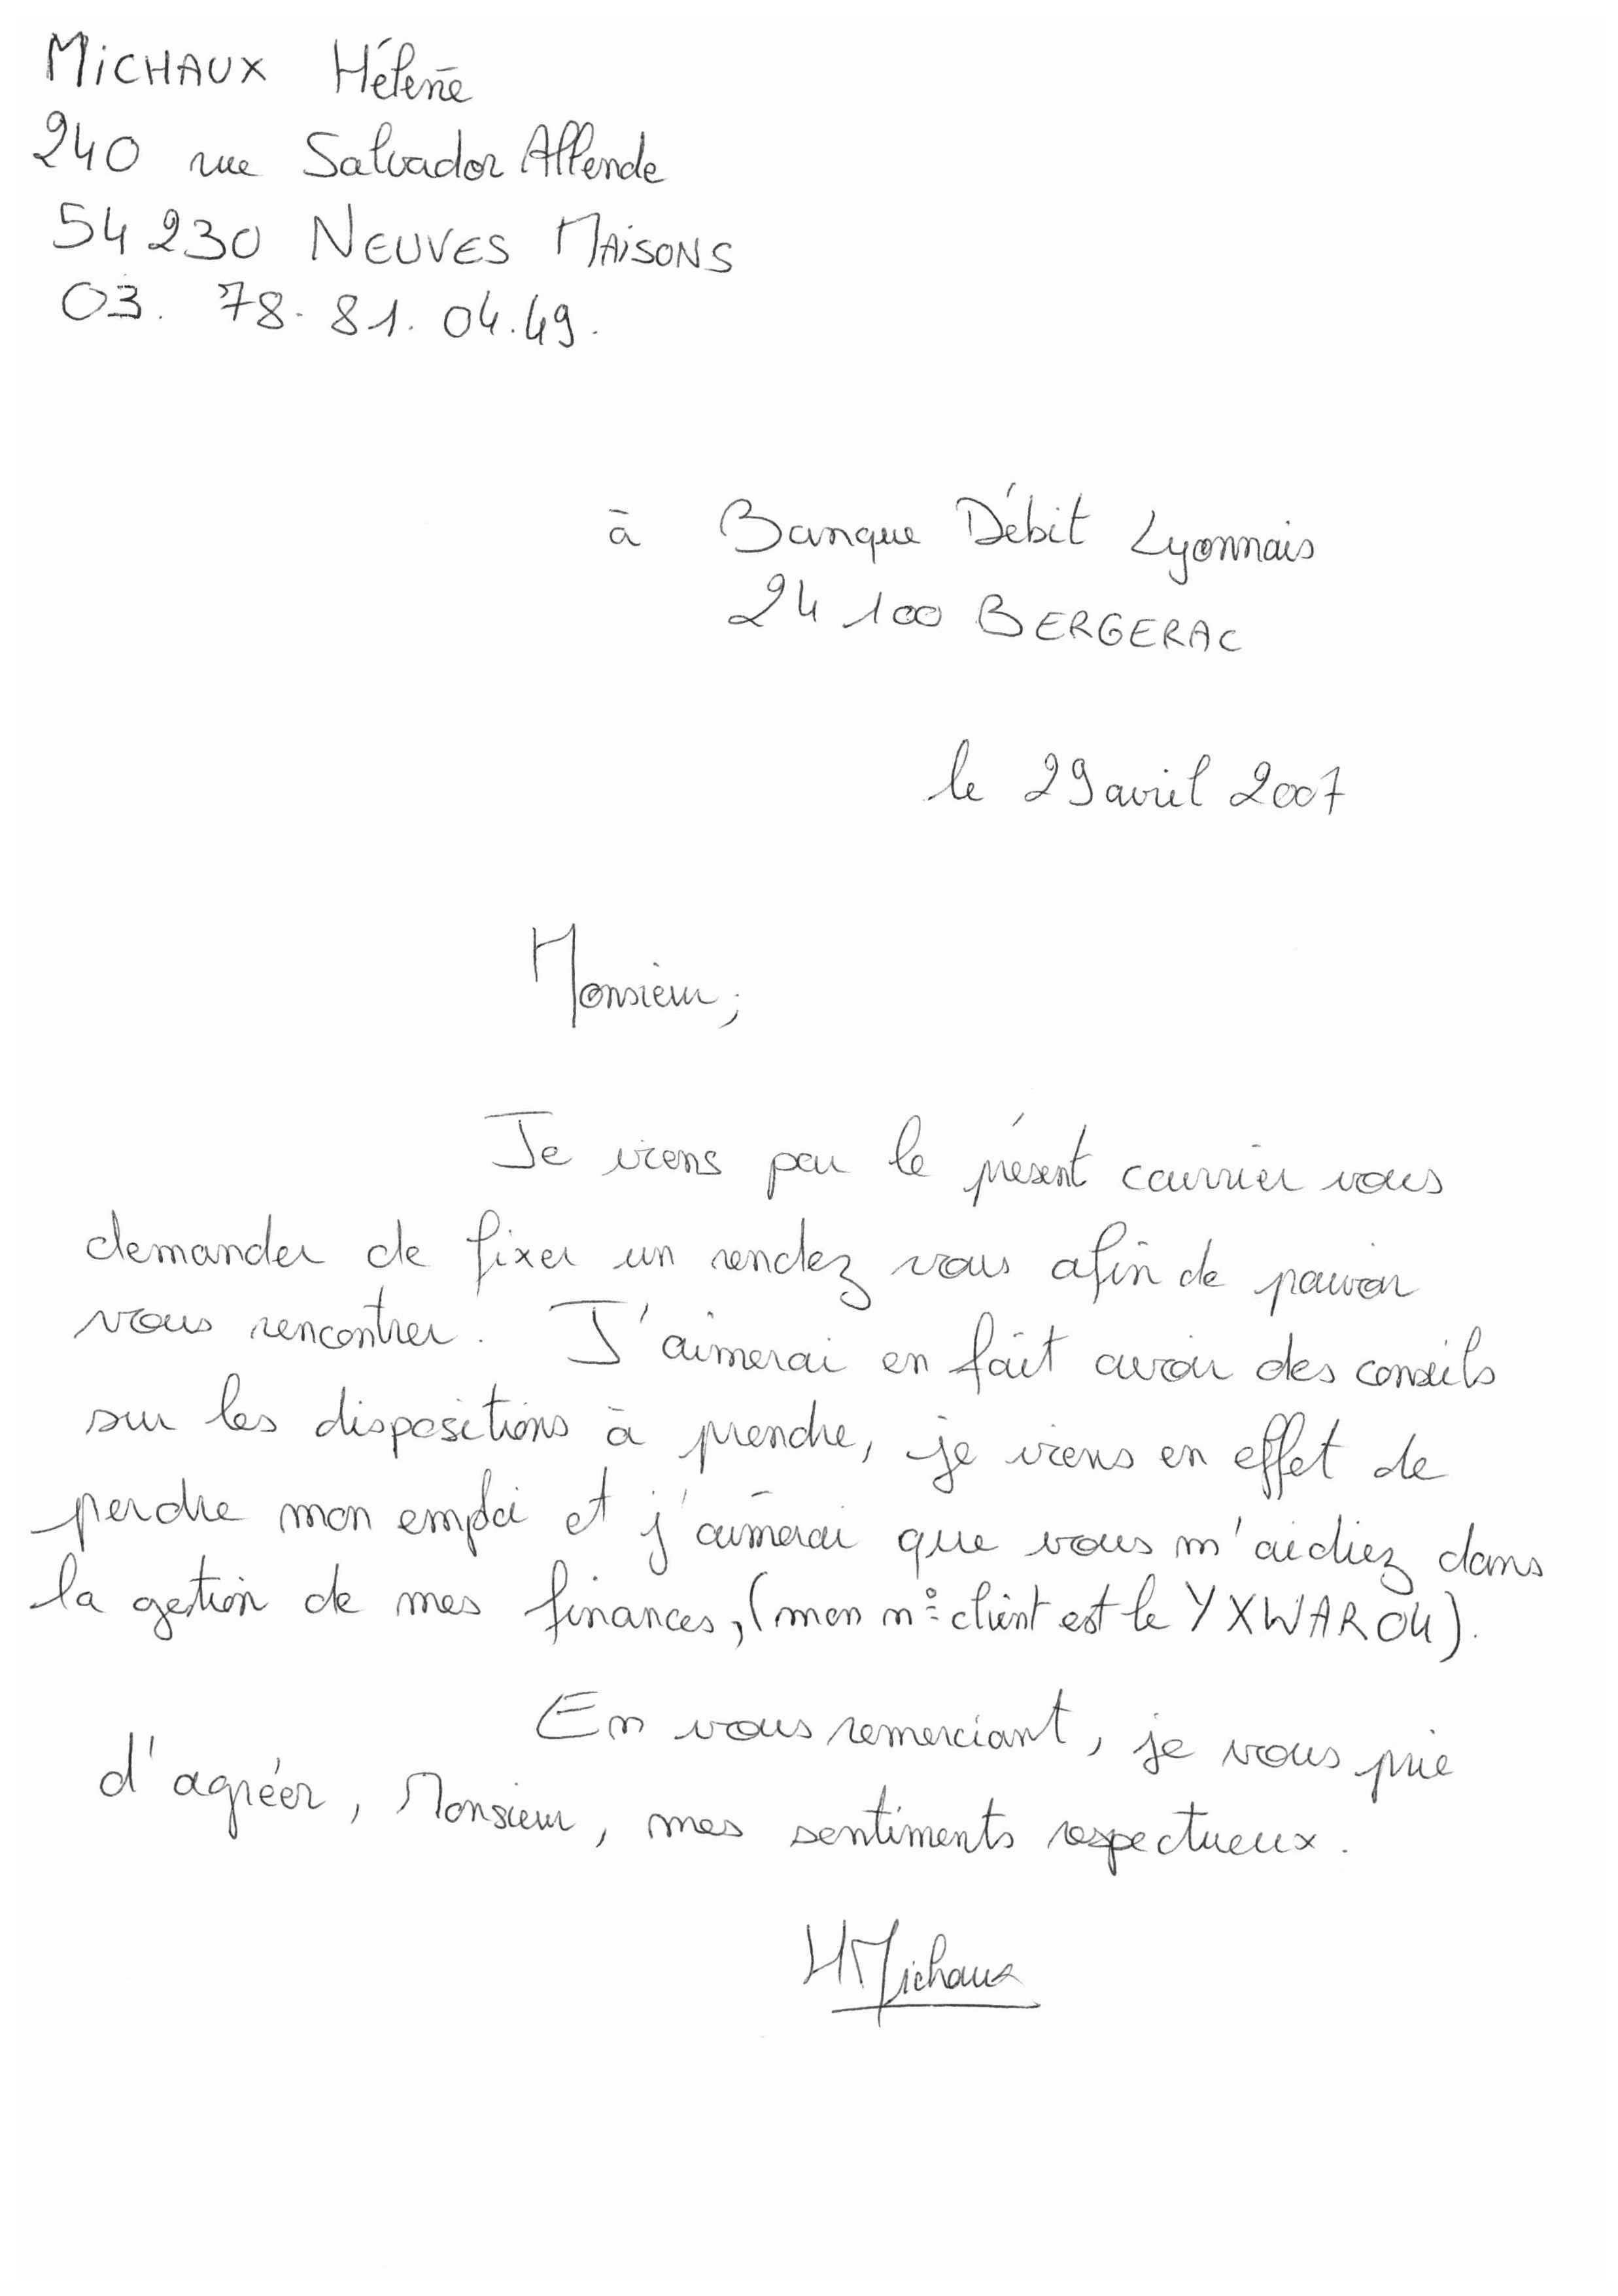 MICHAUX Hélène
240 rue Salvador Allende
54 230 NEUVES MAISONS
03. 78. 81. 04. 49.
à Banque Débit Lyonnais
24 100 BERGERAC
le 29 avril 2007
Monsieur;
Je viens par le présent courrier vous
demander de fixer un rendez vous afin de pouvoir
vous rencontrer. J'aimerai en fait avoir des conseils
sur les dispositions à prendre, je viens en effet de
perdre mon emploi et j'aimerai que vous m'aidiez dans
la gestion de mes finances, (mon n° client est le YXWAR04).
En vous remerciant, je vous prie
d'agréer, Monsieur, mes sentiments respectueux.
HMichaux